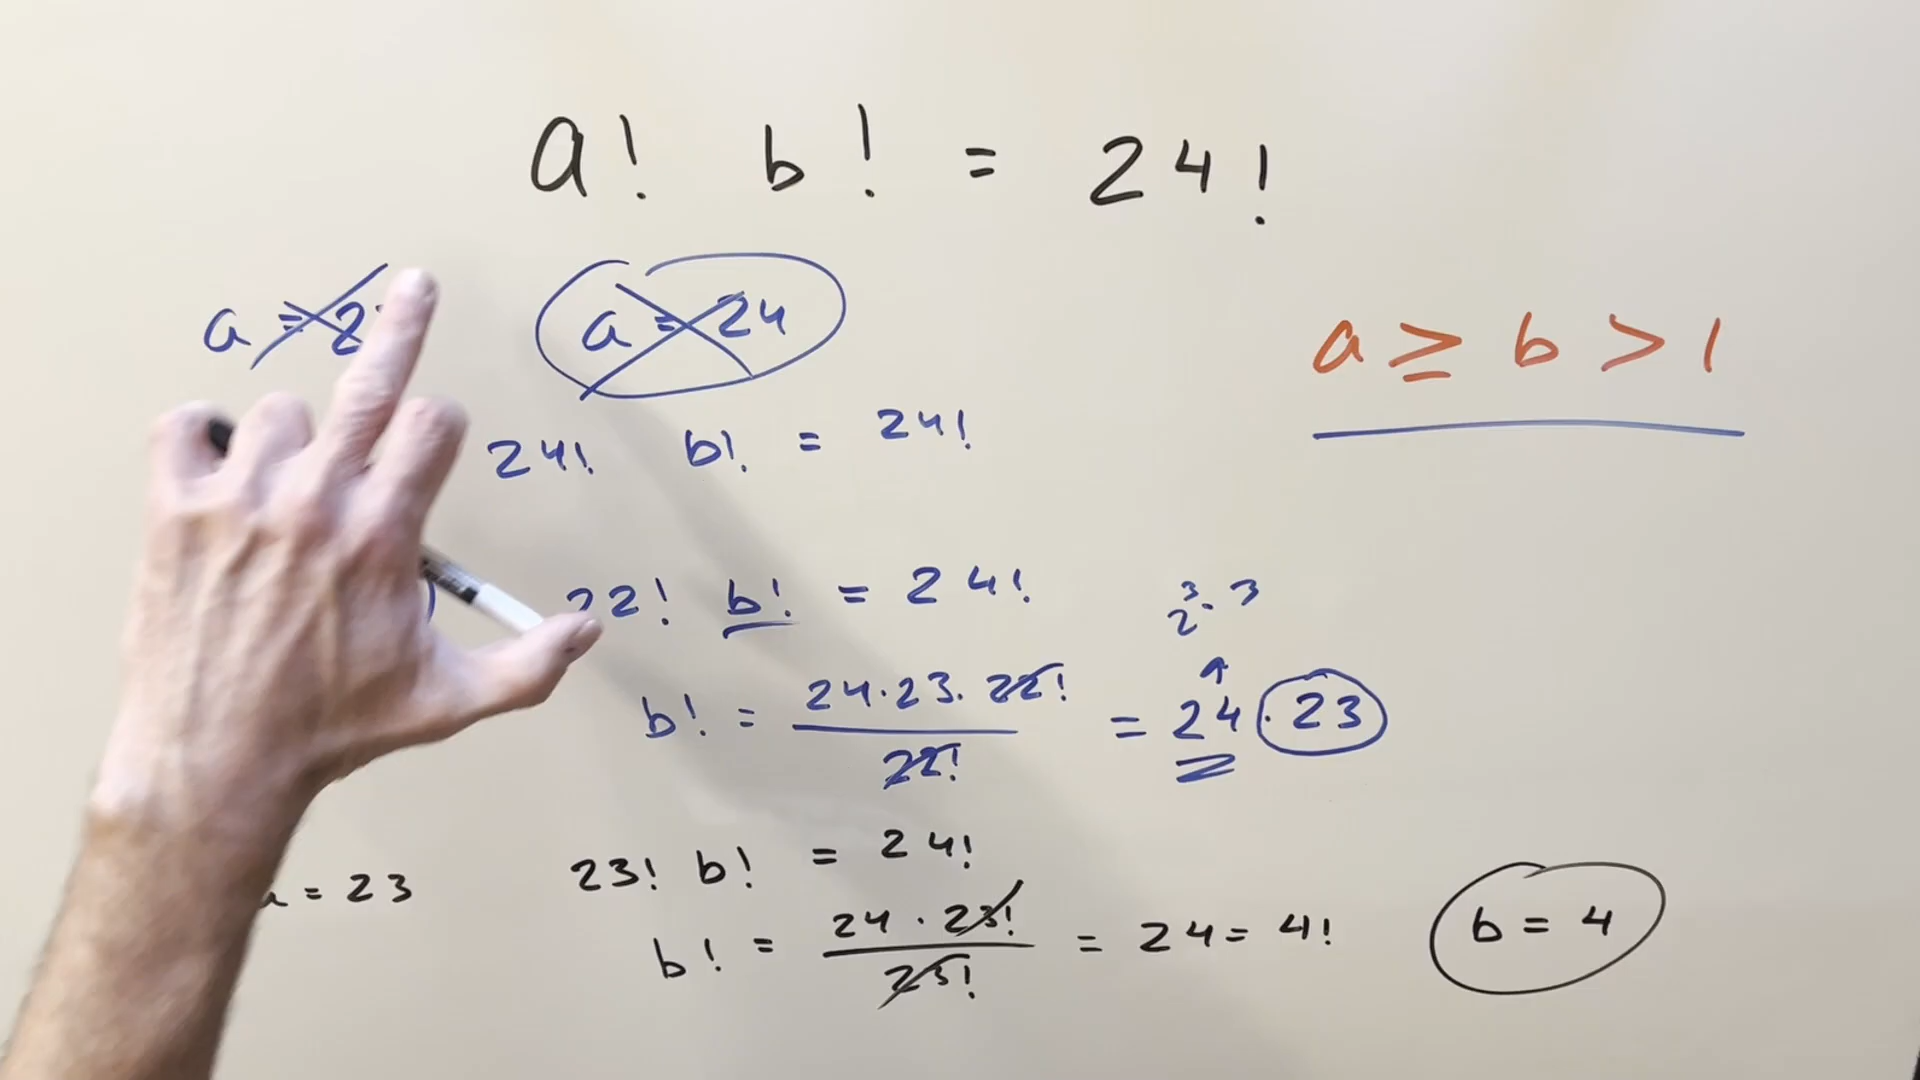 a! b! = 24!
a = 2
a = 24
a ≥ b > 1
24! b! = 24!
22! b! = 24!
2³ · 3
b! = 24·23·22! / 22! = 24 · 23
a = 23
23! b! = 24!
b! = 24 · 23! / 23! = 24 = 4!
b = 4